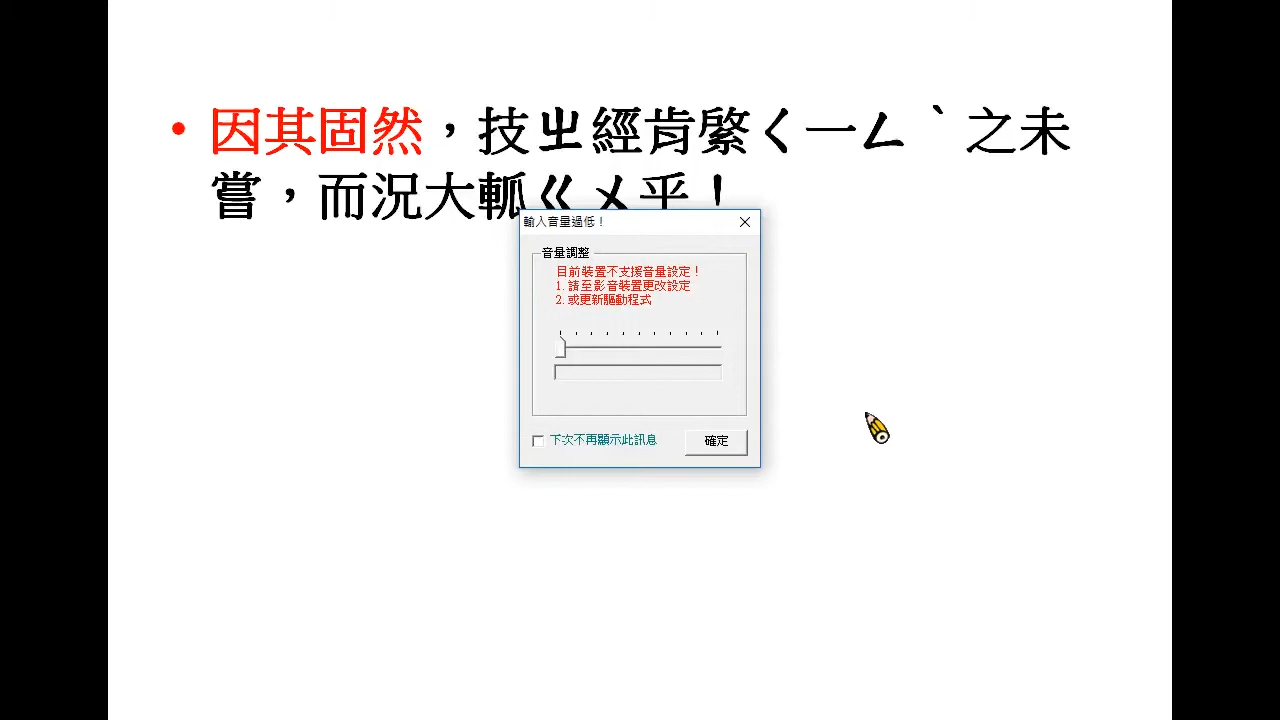 • 因其固然，技㞢經肯綮ㄑㄧㄥˋ之未
嘗，而況大軱ㄍㄨ乎！
輸入音量過低！
音量調整
目前裝置不支援音量設定！
1. 請至影音裝置更改設定
2. 或更新驅動程式
下次不再顯示此訊息
確定